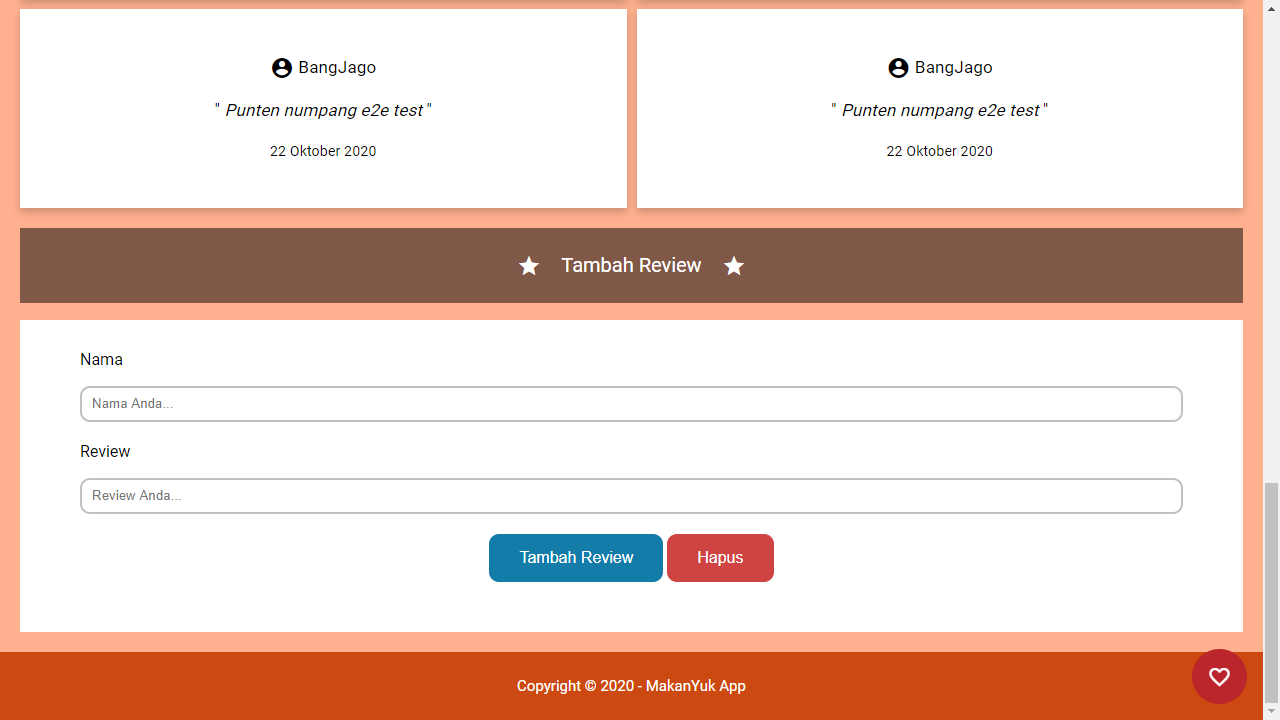 BangJago
" Punten numpang e2e test "
22 Oktober 2020
BangJago
" Punten numpang e2e test "
22 Oktober 2020
Tambah Review
Nama
Nama Anda...
Review
Review Anda...
Tambah Review
Hapus
Copyright © 2020 - MakanYuk App